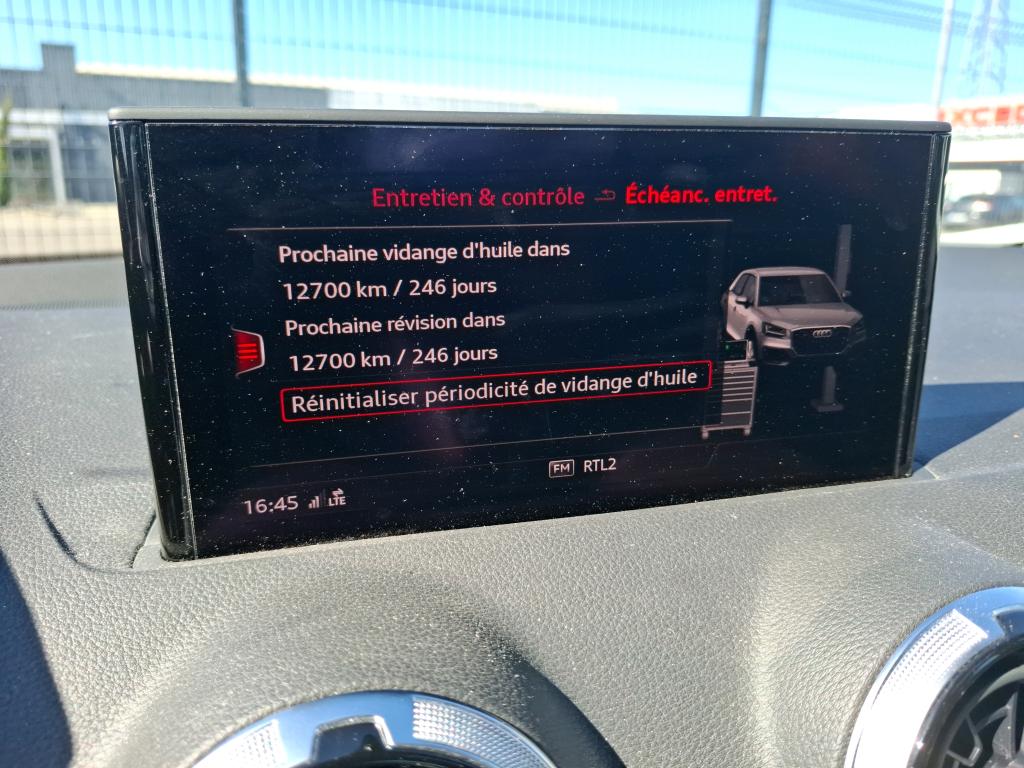 Entretien & contrôle Échéanc. entret.
Prochaine vidange d'huile dans
12700 km / 246 jours
Prochaine révision dans
12700 km / 246 jours
Réinitialiser périodicité de vidange d'huile
FM RTL2
16:45 LTE